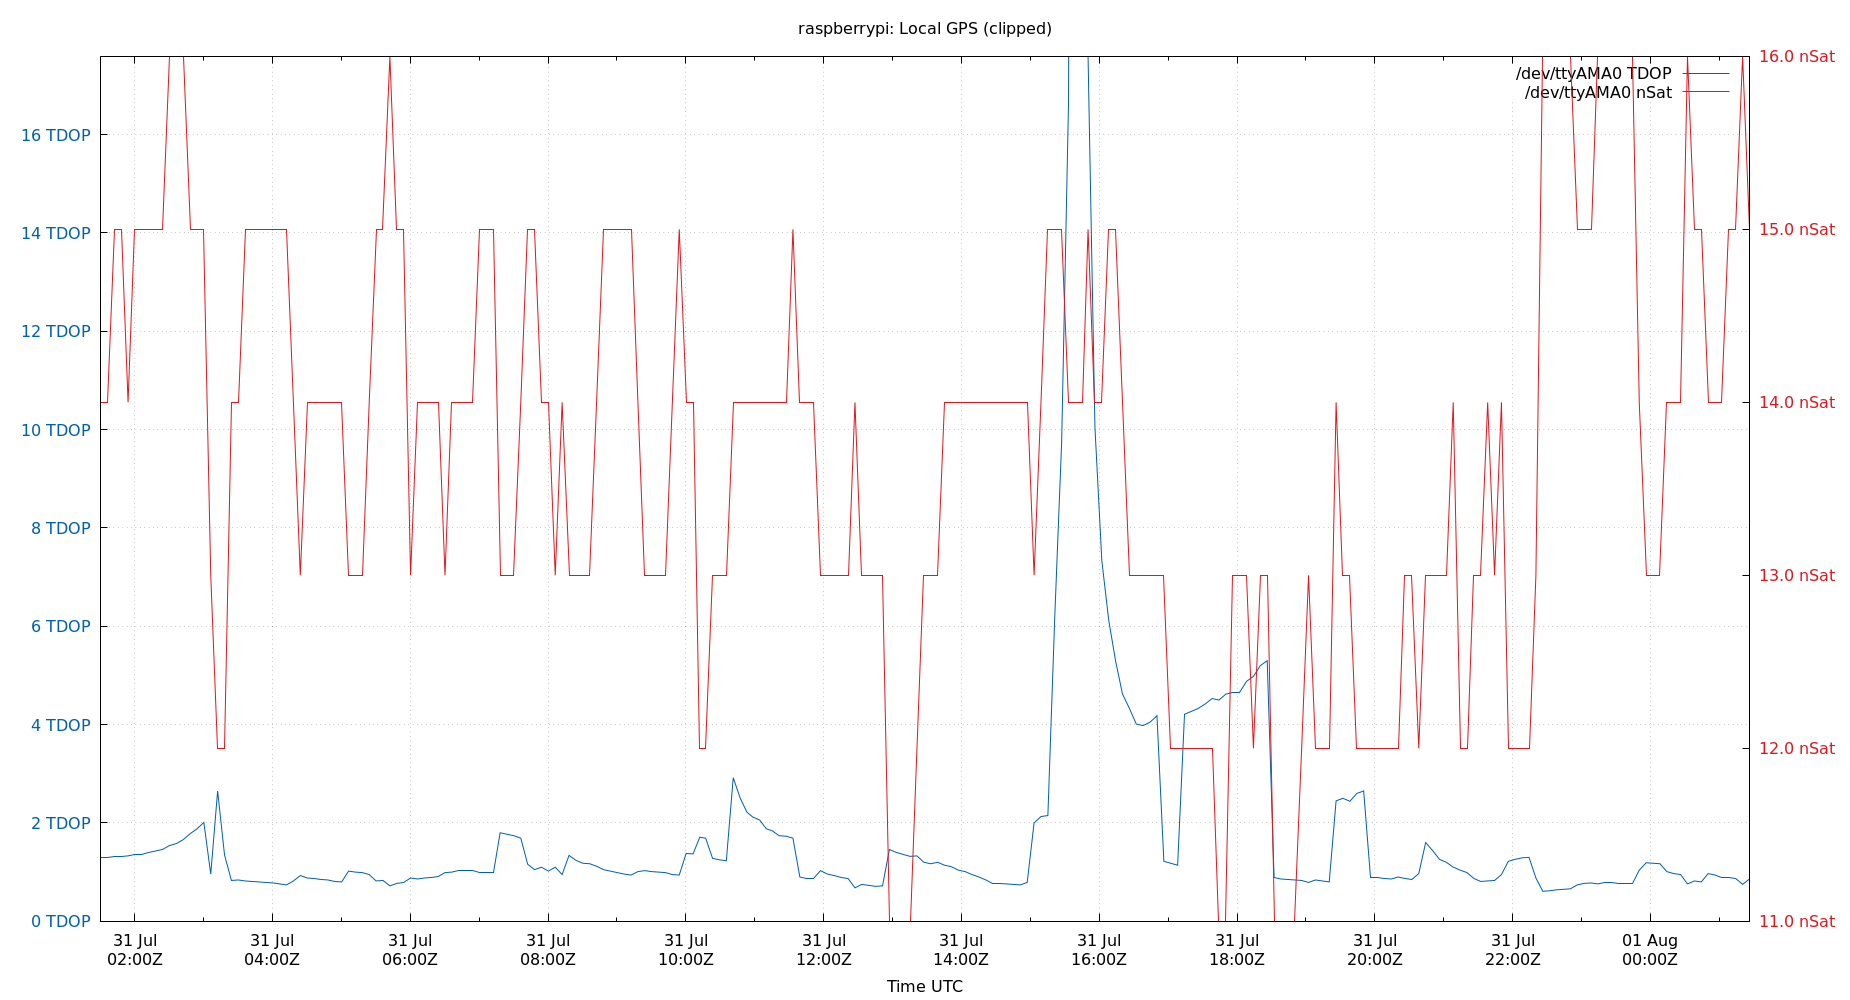 raspberrypi: Local GPS (clipped)
16.0 nSat
/dev/ttyAMA0 TDOP
/dev/ttyAMA0 nSat
16 TDOP
15.0 nSat
14 TDOP
12 TDOP
14.0 nSat
10 TDOP
8 TDOP
13.0 nSat
6 TDOP
4 TDOP
12.0 nSat
2 TDOP
0 TDOP
11.0 nSat
31 Jul 31 Jul 31 Jul 31 Jul 31 Jul 31 Jul 31 Jul 31 Jul 31 Jul 31 Jul 31 Jul 01 Aug
02:00Z 04:00Z 06:00Z 08:00Z 10:00Z 12:00Z 14:00Z 16:00Z 18:00Z 20:00Z 22:00Z 00:00Z
Time UTC